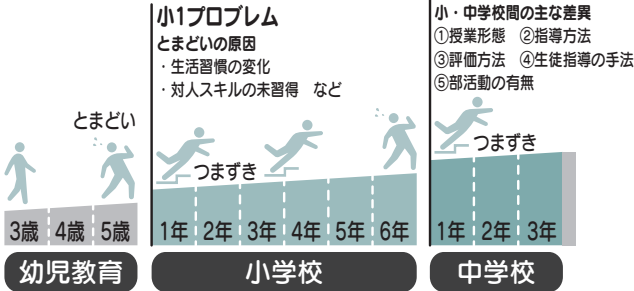 小1プロブレム
とまどいの原因
・生活習慣の変化
・対人スキルの未習得　など
小・中学校間の主な差異
①授業形態　②指導方法
③評価方法　④生徒指導の手法
⑤部活動の有無
とまどい
つまずき
つまずき
3歳 4歳 5歳
1年 2年 3年 4年 5年 6年
1年 2年 3年
幼児教育
小学校
中学校